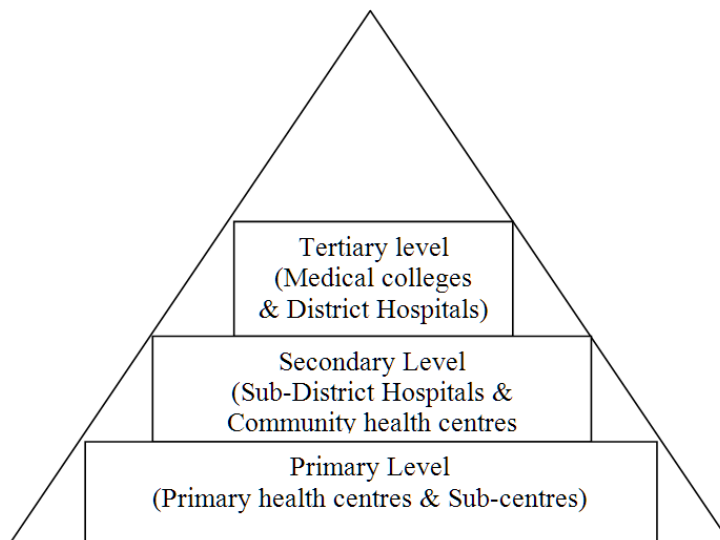 Tertiary level
(Medical colleges
& District Hospitals)
Secondary Level
(Sub-District Hospitals &
Community health centres
Primary Level
(Primary health centres & Sub-centres)